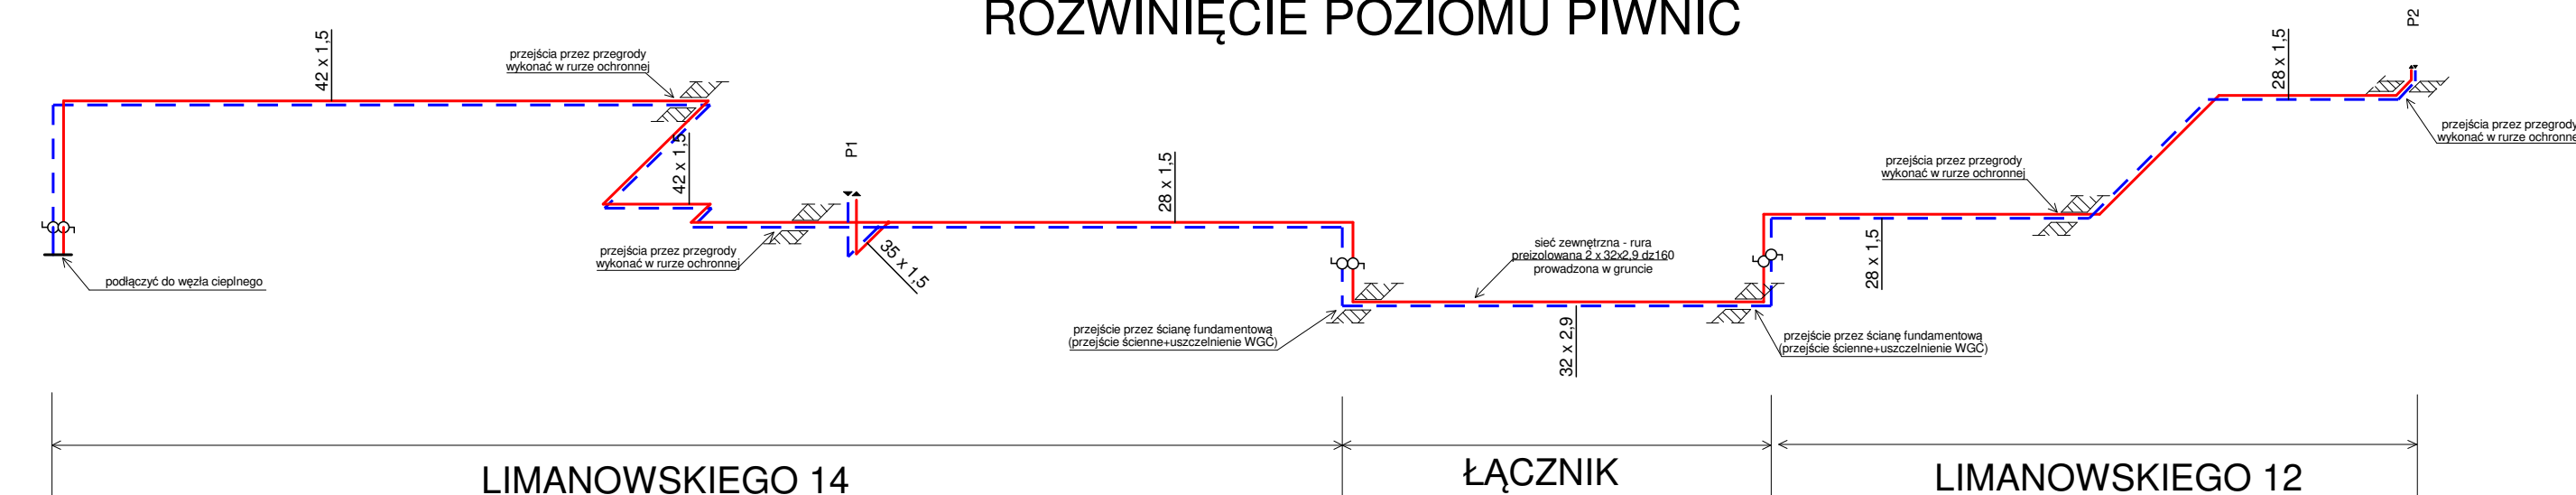 ROZWINIĘCIE POZIOMU PIWNIC
42 x 1,5
przejścia przez przegrody
wykonać w rurze ochronnej
42 x 1,5
P1
28 x 1,5
35 x 1,5
przejścia przez przegrody
wykonać w rurze ochronnej
podłączyć do węzła cieplnego
sieć zewnętrzna - rura
preizolowana 2 x 32x2,9 dz160
prowadzona w gruncie
przejście przez ścianę fundamentową
(przejście ścienne+uszczelnienie WGC)
32 x 2,9
przejście przez ścianę fundamentową
(przejście ścienne+uszczelnienie WGC)
28 x 1,5
przejścia przez przegrody
wykonać w rurze ochronnej
28 x 1,5
P2
przejścia przez przegrody
wykonać w rurze ochronnej
LIMANOWSKIEGO 14
ŁĄCZNIK
LIMANOWSKIEGO 12